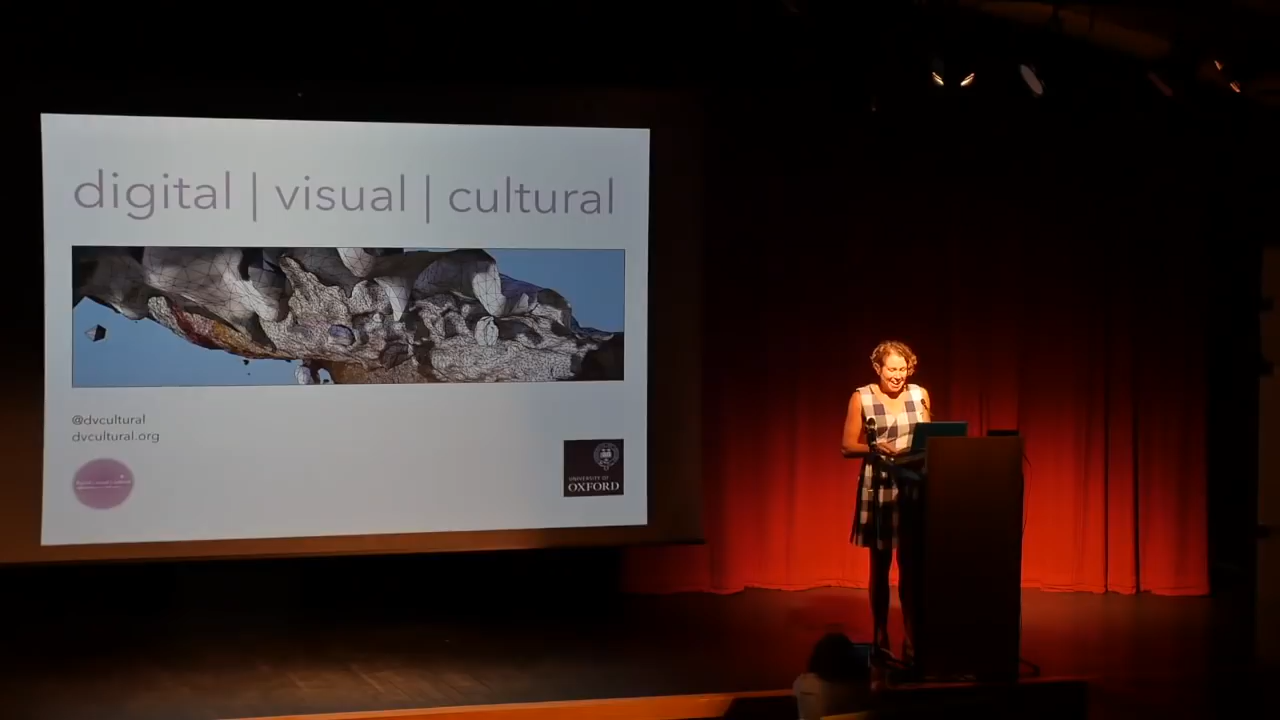 digital | visual | cultural
@dvcultural
dvcultural.org
UNIVERSITY OF
OXFORD